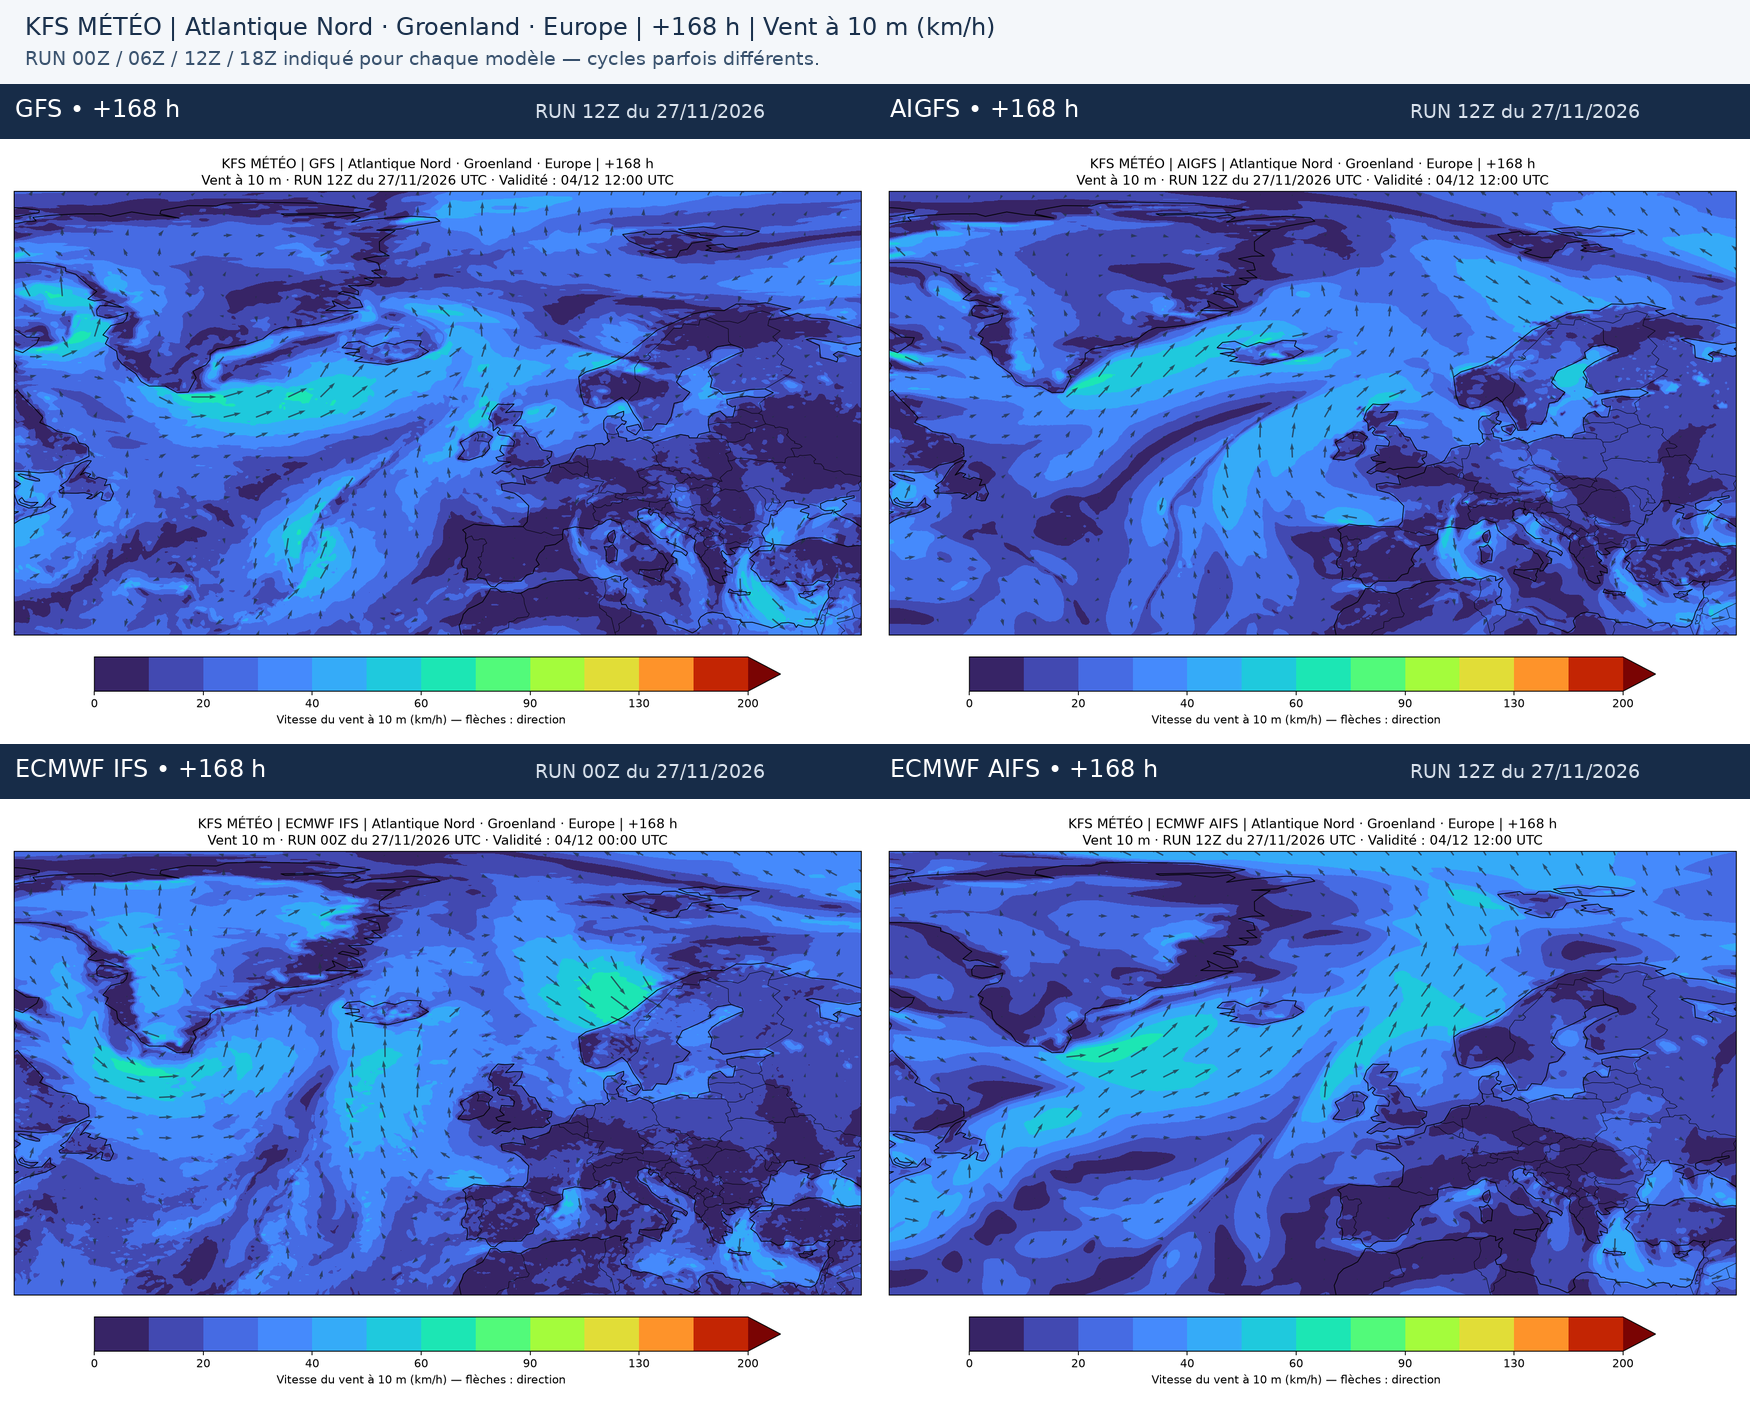 KFS MÉTÉO | Atlantique Nord · Groenland · Europe | +168 h | Vent à 10 m (km/h)
RUN 00Z / 06Z / 12Z / 18Z indiqué pour chaque modèle — cycles parfois différents.
GFS • +168 h
RUN 12Z du 27/11/2026
KFS MÉTÉO | GFS | Atlantique Nord · Groenland · Europe | +168 h
Vent à 10 m · RUN 12Z du 27/11/2026 UTC · Validité : 04/12 12:00 UTC
0 20 40 60 90 130 200
Vitesse du vent à 10 m (km/h) — flèches : direction
AIGFS • +168 h
RUN 12Z du 27/11/2026
KFS MÉTÉO | AIGFS | Atlantique Nord · Groenland · Europe | +168 h
Vent à 10 m · RUN 12Z du 27/11/2026 UTC · Validité : 04/12 12:00 UTC
0 20 40 60 90 130 200
Vitesse du vent à 10 m (km/h) — flèches : direction
ECMWF IFS • +168 h
RUN 00Z du 27/11/2026
KFS MÉTÉO | ECMWF IFS | Atlantique Nord · Groenland · Europe | +168 h
Vent 10 m · RUN 00Z du 27/11/2026 UTC · Validité : 04/12 00:00 UTC
0 20 40 60 90 130 200
Vitesse du vent à 10 m (km/h) — flèches : direction
ECMWF AIFS • +168 h
RUN 12Z du 27/11/2026
KFS MÉTÉO | ECMWF AIFS | Atlantique Nord · Groenland · Europe | +168 h
Vent 10 m · RUN 12Z du 27/11/2026 UTC · Validité : 04/12 12:00 UTC
0 20 40 60 90 130 200
Vitesse du vent à 10 m (km/h) — flèches : direction